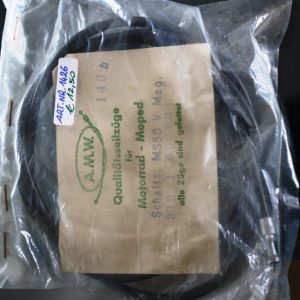 ART.NR. 1426
€ 12,50
A.M.W.
140 b
Qualitätsseilzüge
für
Motorrad - Moped
Schaltz. MS50 V Mag.
alle Züge sind gefettet